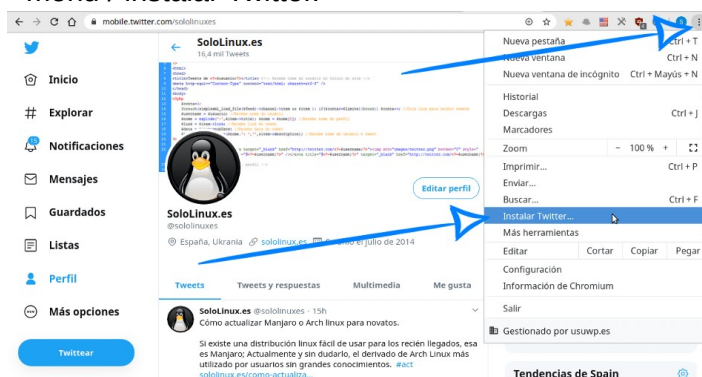 menú / Instalar Twitter.
mobile.twitter.com/sololinuxes
SoloLinux.es
16,4 mil Tweets
Inicio
Explorar
15
Notificaciones
Mensajes
Guardados
Listas
Perfil
Más opciones
Twittear
Editar perfil
SoloLinux.es
@sololinuxes
España, Ukrania sololinux.es
ó el julio de 2014
Tweets Tweets y respuestas Multimedia Me gusta
SoloLinux.es @sololinuxes · 15h
Cómo actualizar Manjaro o Arch linux para novatos.
Si existe una distribución linux fácil de usar para los recién llegados, esa
es Manjaro; Actualmente y sin dudarlo, el derivado de Arch Linux más
utilizado por usuarios sin grandes conocimientos. #act
sololinux.es/como-actualiza...
Nueva pestaña Ctrl + T
Nueva ventana Ctrl + N
Nueva ventana de incógnito Ctrl + Mayús + N
Historial
Descargas Ctrl + J
Marcadores
Zoom - 100 % +
Imprimir... Ctrl + P
Enviar...
Buscar... Ctrl + F
Instalar Twitter...
Más herramientas
Editar Cortar Copiar Pegar
Configuración
Información de Chromium
Salir
Gestionado por usuwp.es
Tendencias de Spain